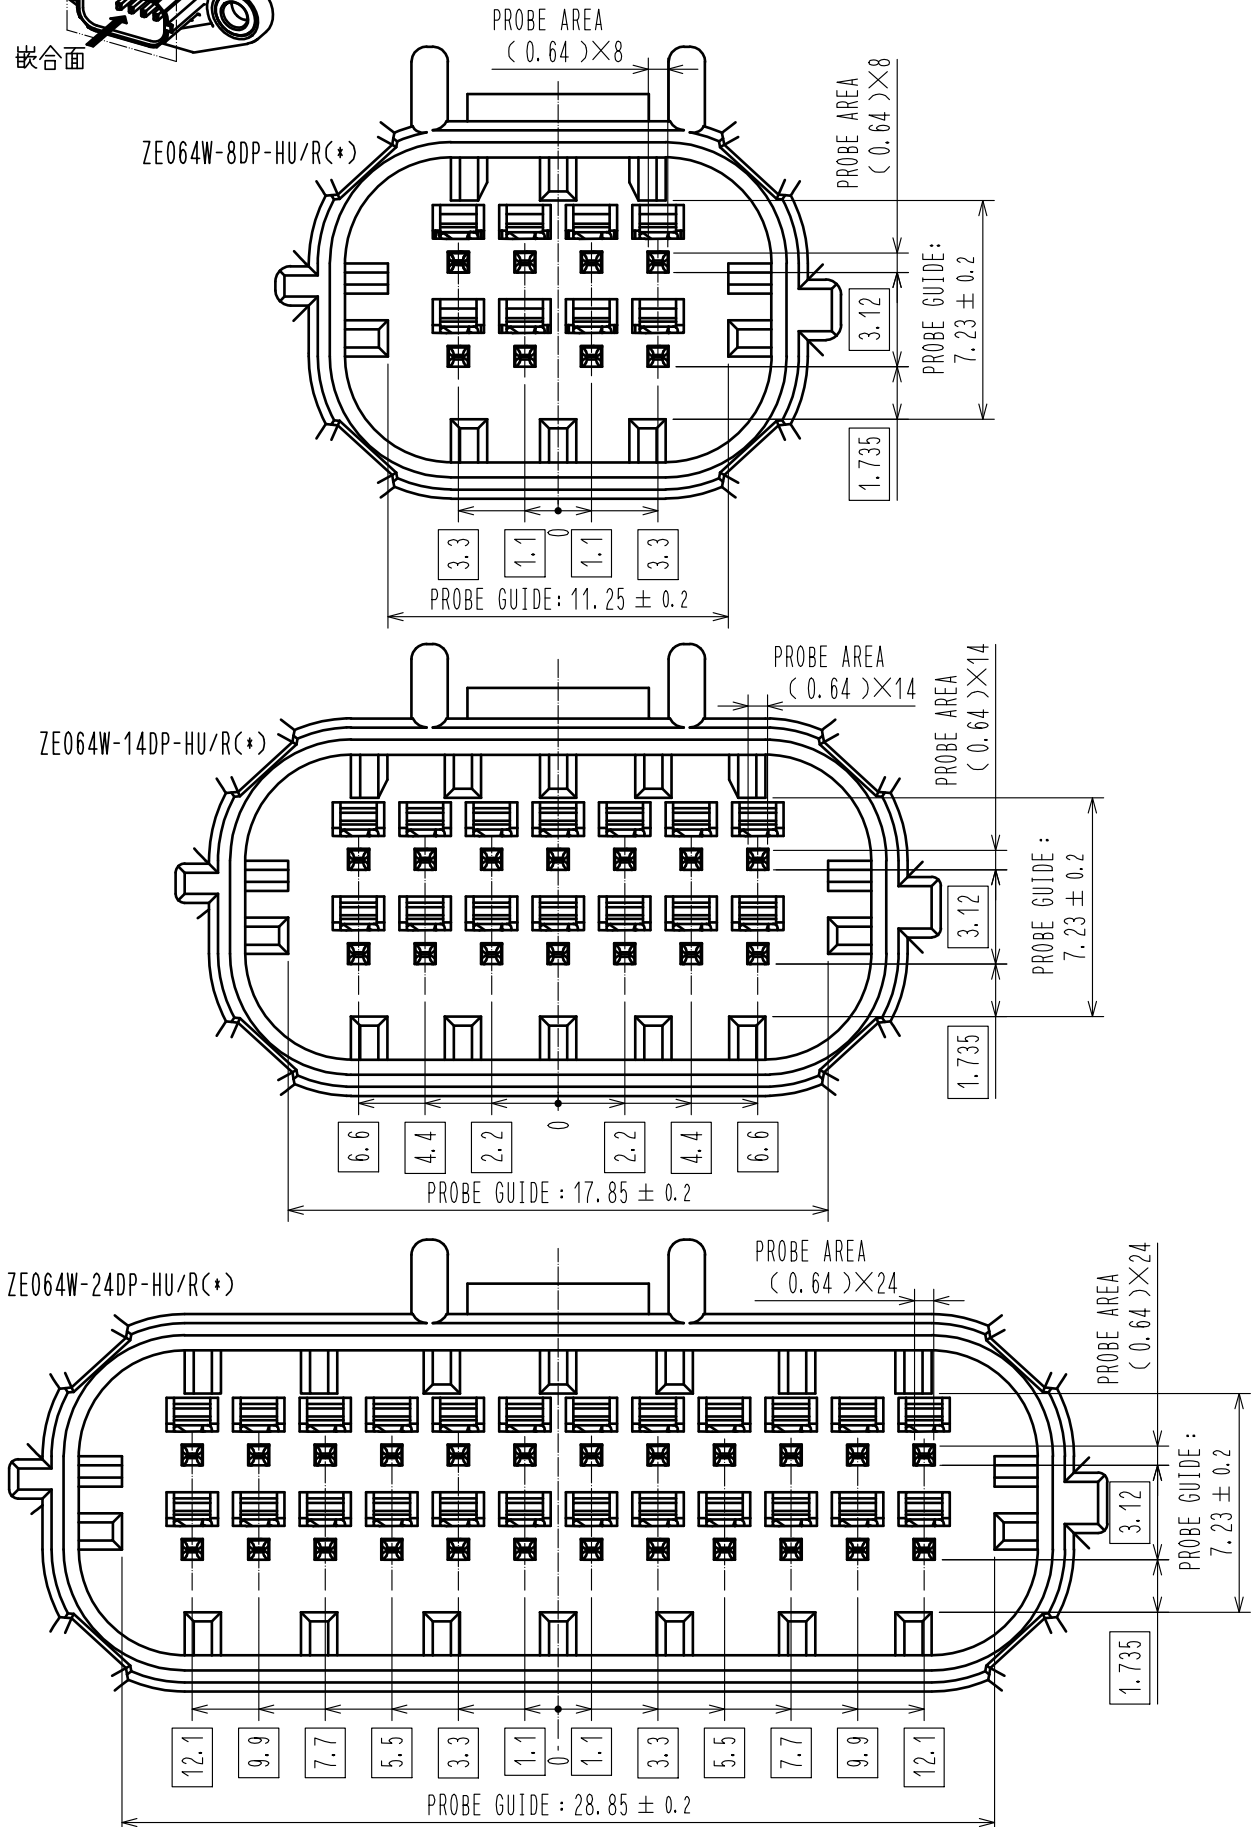 嵌合面
PROBE AREA
( 0.64 )×8
ZE064W-8DP-HU/R(*)
PROBE AREA
( 0.64 )×8
3.12
PROBE GUIDE:
7.23 ± 0.2
1.735
3.3
1.1
0
1.1
3.3
PROBE GUIDE: 11.25 ± 0.2
ZE064W-14DP-HU/R(*)
PROBE AREA
( 0.64 )×14
PROBE AREA
( 0.64 )×14
3.12
PROBE GUIDE:
7.23 ± 0.2
1.735
6.6
4.4
2.2
0
2.2
4.4
6.6
PROBE GUIDE: 17.85 ± 0.2
ZE064W-24DP-HU/R(*)
PROBE AREA
( 0.64 )×24
PROBE AREA
( 0.64 )×24
3.12
PROBE GUIDE:
7.23 ± 0.2
1.735
12.1
9.9
7.7
5.5
3.3
1.1
0
1.1
3.3
5.5
7.7
9.9
12.1
PROBE GUIDE: 28.85 ± 0.2